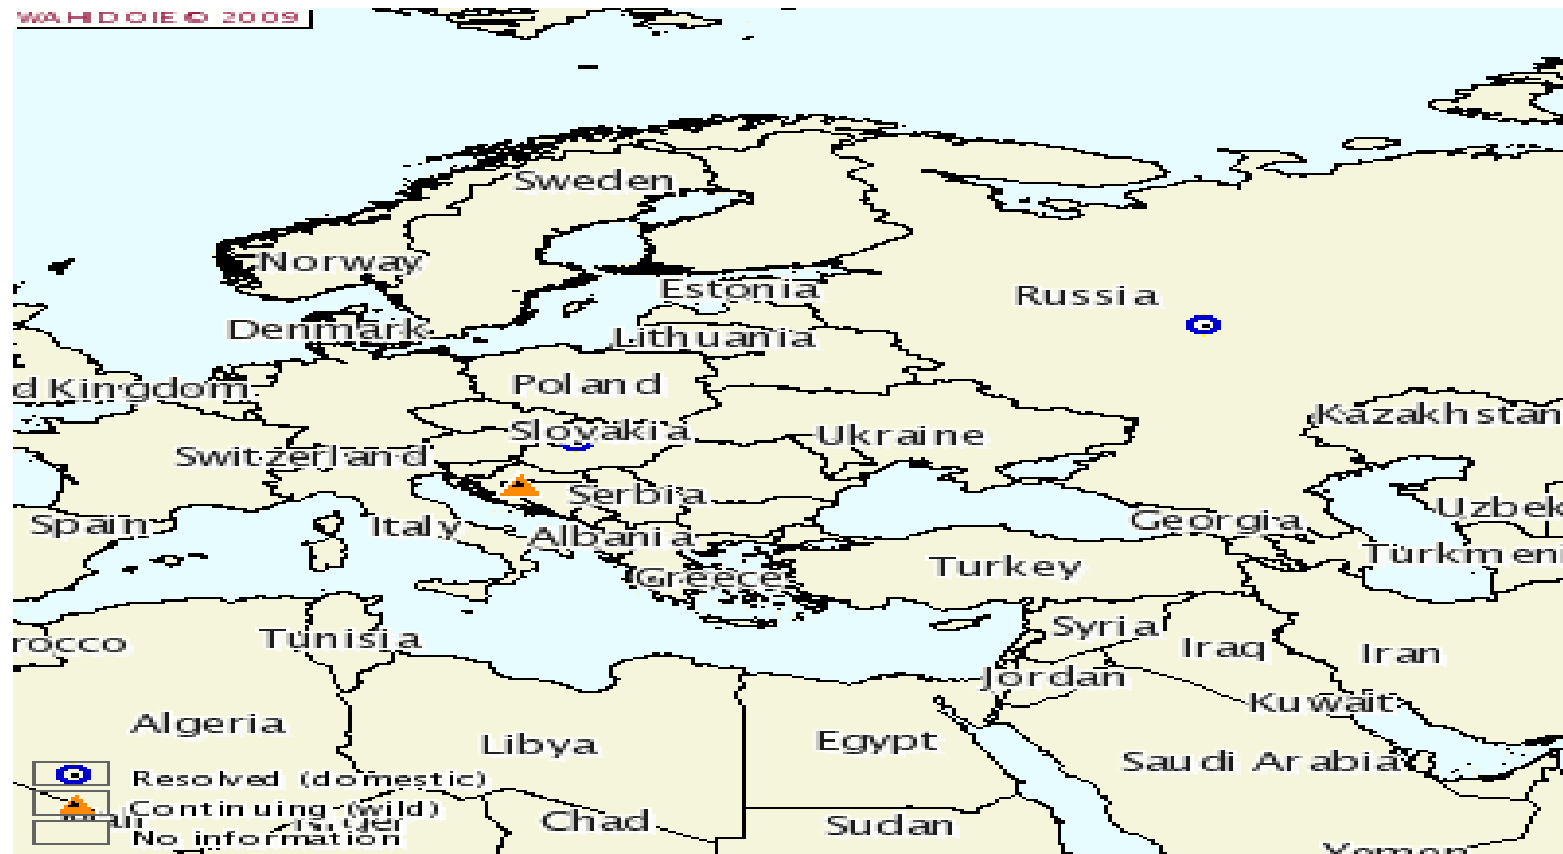 WAHID OIE © 2009
Sweden
Norway
Estonia
Russia
Denmark
Lithuania
d Kingdom
Poland
Kazakhstan
Slovakia
Ukraine
Switzerland
Serbia
Uzbek
Spain
Italy
Albania
Georgia
Turkmeni
Greece
Turkey
rocco
Tunisia
Syria
Iraq
Iran
Jordan
Kuwait
Algeria
Libya
Egypt
Saudi Arabia
Resolved (domestic)
Continuing (wild)
Chad
Sudan
No information
Yemen